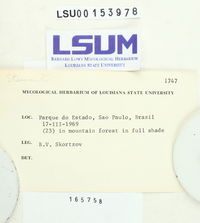 LSU00153978
LSUM
BERNARD LOWY MYCOLOGICAL HERBARIUM
LOUISIANA STATE UNIVERSITY
1747
MYCOLOGICAL HERBARIUM OF LOUISIANA STATE UNIVERSITY
LOC. Parque do Estado, Sao Paulo, Brazil
17-III-1969
(23) in mountain forest in full shade
LEG. B.V. Skortzov
DET.
165758